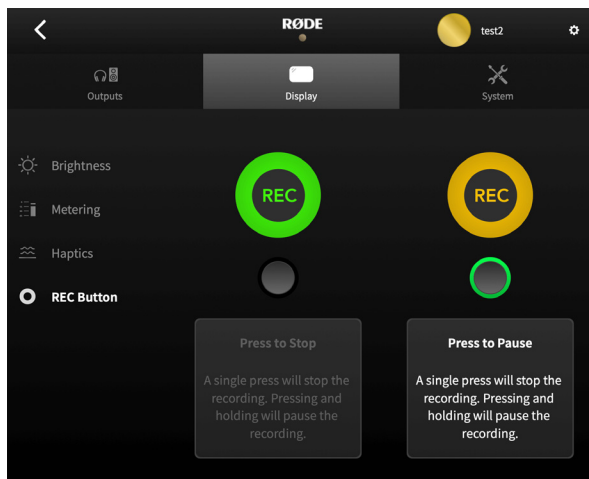 RØDE
test2
Outputs
Display
System
Brightness
Metering
Haptics
REC Button
REC
REC
Press to Stop
A single press will stop the
recording. Pressing and
holding will pause the
recording.
Press to Pause
A single press will stop the
recording. Pressing and
holding will pause the
recording.